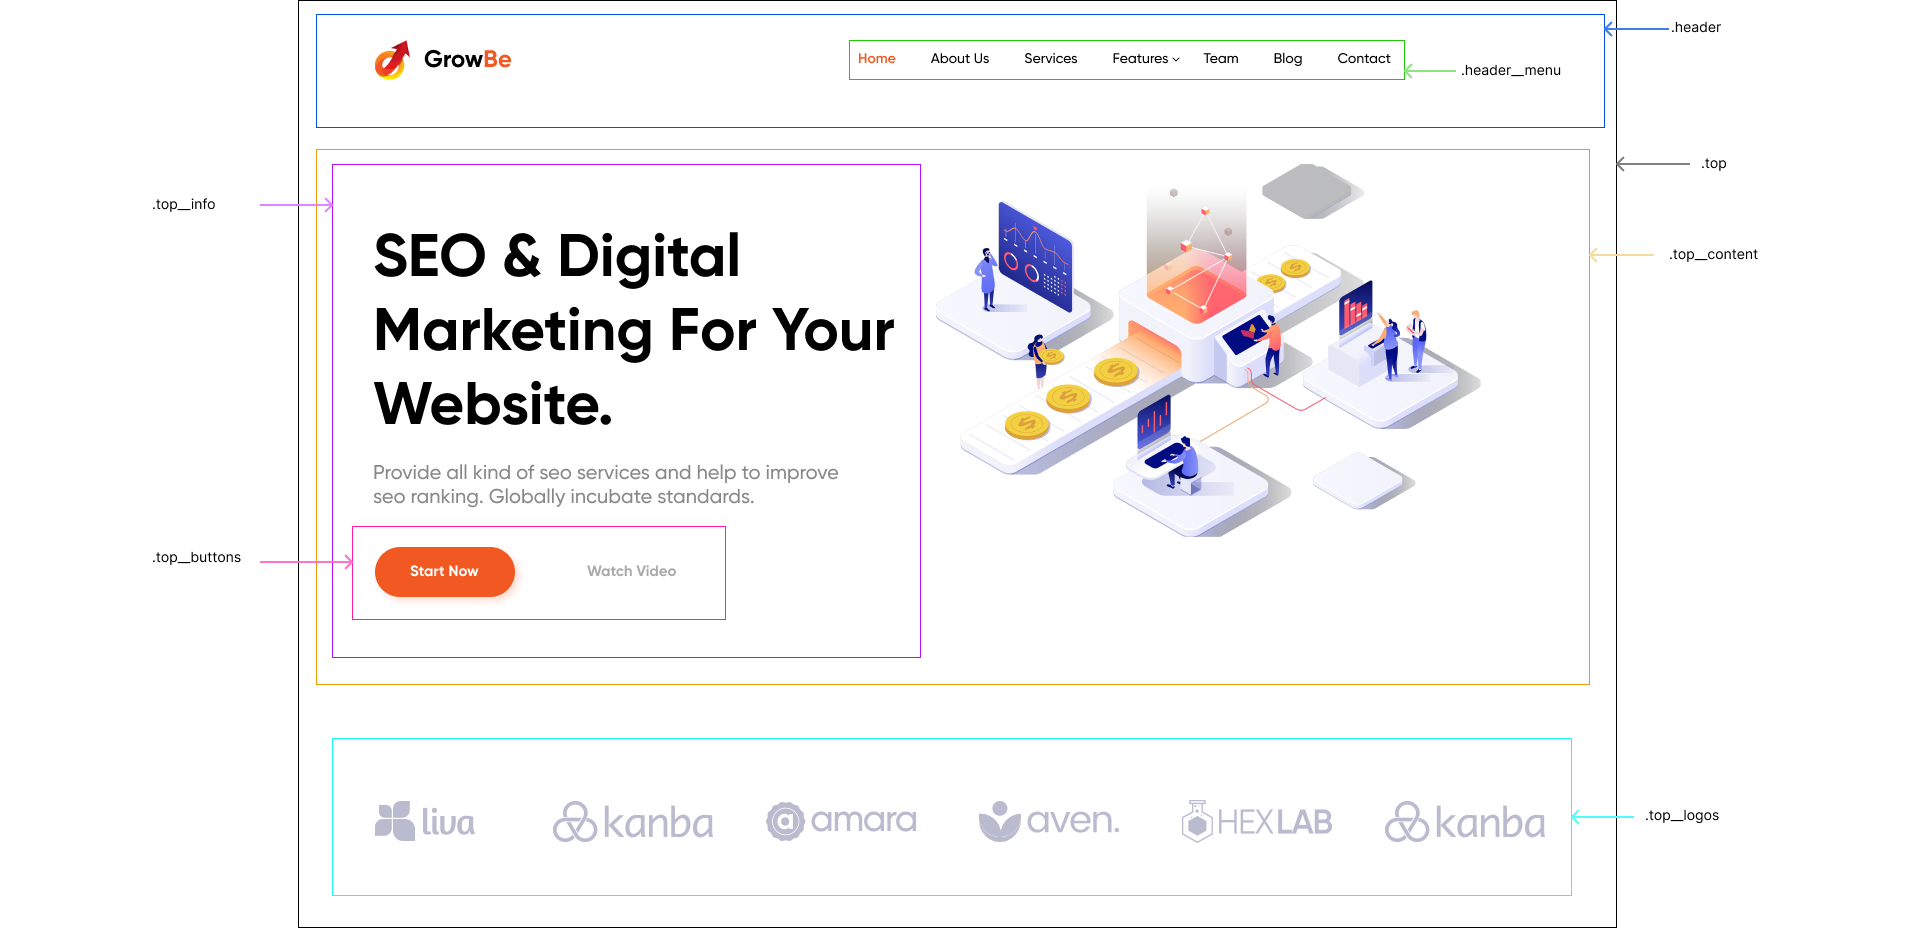 .header
GrowBe
Home About Us Services Features Team Blog Contact
.header__menu
.top
.top__info
.top__content
SEO & Digital
Marketing For Your
Website.
Provide all kind of seo services and help to improve
seo ranking. Globally incubate standards.
.top__buttons
Start Now Watch Video
liva kanba amara aven. HEXLAB kanba
.top__logos